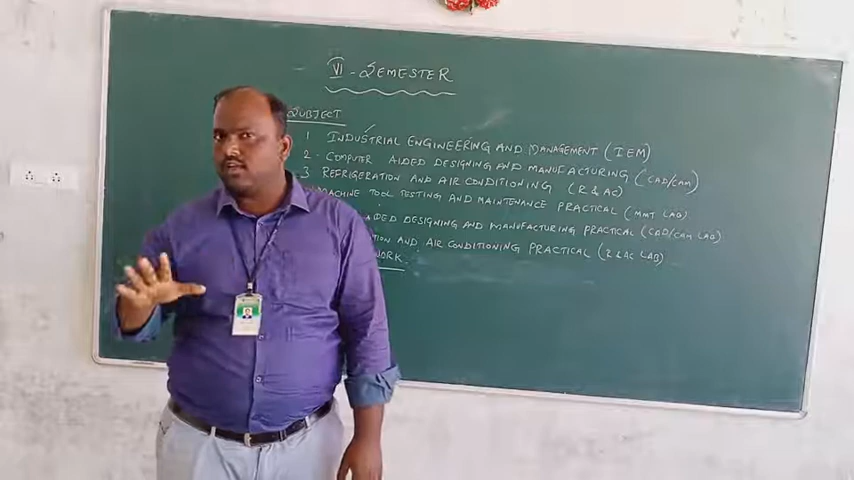 VI - SEMESTER
SUBJECT
1 INDUSTRIAL ENGINEERING AND MANAGEMENT (IEM)
2 COMPUTER AIDED DESIGNING AND MANUFACTURING (CAD/CAM)
3 REFRIGERATION AND AIR CONDITIONING (R&AC)
MACHINE TOOL TESTING AND MAINTENANCE PRACTICAL (MMT LAB)
AIDED DESIGNING AND MANUFACTURING PRACTICAL (CAD/CAM LAB)
TION AND AIR CONDITIONING PRACTICAL (R&AC LAB)
WORK